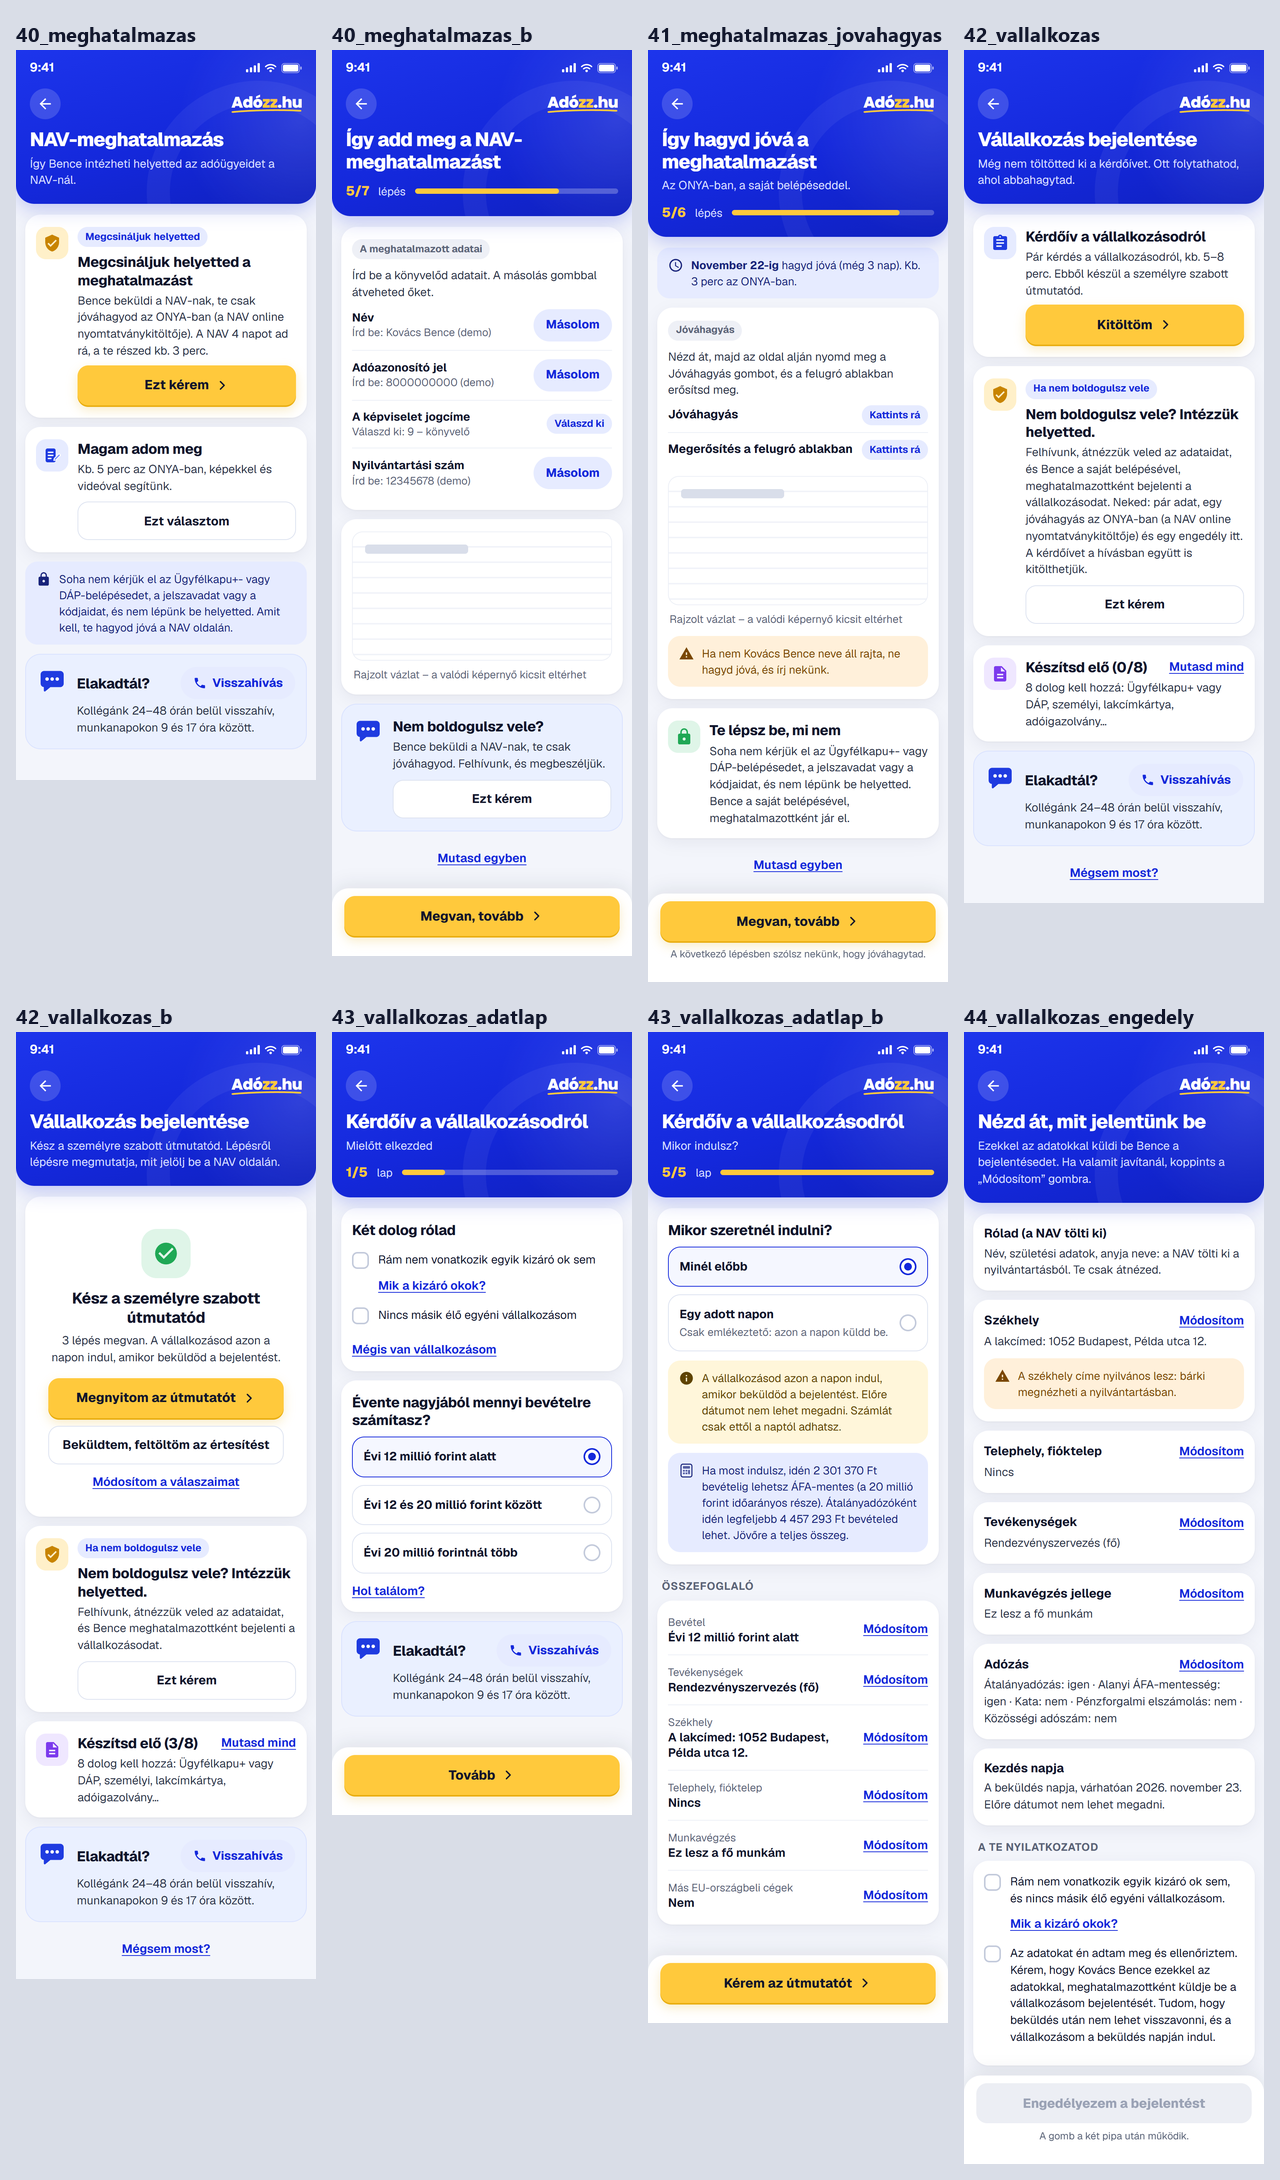 40_meghatalmazas
9:41
Adózz.hu
NAV-meghatalmazás
Így Bence intézheti helyetted az adóügyeidet a
NAV-nál.
Megcsináljuk helyetted
Megcsináljuk helyetted a
meghatalmazást
Bence beküldi a NAV-nak, te csak
jóváhagyod az ONYA-ban (a NAV online
nyomtatványkitöltője). A NAV 4 napot ad
rá, a te részed kb. 3 perc.
Ezt kérem
Magam adom meg
Kb. 5 perc az ONYA-ban, képekkel és
videóval segítünk.
Ezt választom
Soha nem kérjük el az Ügyfélkapu+- vagy
DÁP-belépésedet, a jelszavadat vagy a
kódjaidat, és nem lépünk be helyetted. Amit
kell, te hagyod jóvá a NAV oldalán.
Elakadtál?
Visszahívás
Kollégánk 24–48 órán belül visszahív,
munkanapokon 9 és 17 óra között.
40_meghatalmazas_b
9:41
Adózz.hu
Így add meg a NAV-
meghatalmazást
5/7 lépés
A meghatalmazott adatai
Írd be a könyvelőd adatait. A másolás gombbal
átveheted őket.
Név
Írd be: Kovács Bence (demo)
Másolom
Adóazonosító jel
Írd be: 8000000000 (demo)
Másolom
A képviselet jogcíme
Válaszd ki: 9 – könyvelő
Válaszd ki
Nyilvántartási szám
Írd be: 12345678 (demo)
Másolom
Rajzolt vázlat – a valódi képernyő kicsit eltérhet
Nem boldogulsz vele?
Bence beküldi a NAV-nak, te csak
jóváhagyod. Felhívunk, és megbeszéljük.
Ezt kérem
Mutasd egyben
Megvan, tovább
41_meghatalmazas_jovahagyas
9:41
Adózz.hu
Így hagyd jóvá a
meghatalmazást
Az ONYA-ban, a saját belépéseddel.
5/6 lépés
November 22-ig hagyd jóvá (még 3 nap). Kb.
3 perc az ONYA-ban.
Jóváhagyás
Nézd át, majd az oldal alján nyomd meg a
Jóváhagyás gombot, és a felugró ablakban
erősítsd meg.
Jóváhagyás
Kattints rá
Megerősítés a felugró ablakban
Kattints rá
Rajzolt vázlat – a valódi képernyő kicsit eltérhet
Ha nem Kovács Bence neve áll rajta, ne
hagyd jóvá, és írj nekünk.
Te lépsz be, mi nem
Soha nem kérjük el az Ügyfélkapu+- vagy
DÁP-belépésedet, a jelszavadat vagy a
kódjaidat, és nem lépünk be helyetted.
Bence a saját belépésével,
meghatalmazottként jár el.
Mutasd egyben
Megvan, tovább
A következő lépésben szólsz nekünk, hogy jóváhagytad.
42_vallalkozas
9:41
Adózz.hu
Vállalkozás bejelentése
Még nem töltötted ki a kérdőívet. Ott folytathatod,
ahol abbahagytad.
Kérdőív a vállalkozásodról
Pár kérdés a vállalkozásodról, kb. 5–8
perc. Ebből készül a személyre szabott
útmutatód.
Kitöltöm
Ha nem boldogulsz vele
Nem boldogulsz vele? Intézzük
helyetted.
Felhívunk, átnézzük veled az adataidat,
és Bence a saját belépésével,
meghatalmazottként bejelenti a
vállalkozásodat. Neked: pár adat, egy
jóváhagyás az ONYA-ban (a NAV online
nyomtatványkitöltője) és egy engedély itt.
A kérdőívet a hívásban együtt is
kitölthetjük.
Ezt kérem
Készítsd elő (0/8)
Mutasd mind
8 dolog kell hozzá: Ügyfélkapu+ vagy
DÁP, személyi, lakcímkártya,
adóigazolvány...
Elakadtál?
Visszahívás
Kollégánk 24–48 órán belül visszahív,
munkanapokon 9 és 17 óra között.
Mégsem most?
42_vallalkozas_b
9:41
Adózz.hu
Vállalkozás bejelentése
Kész a személyre szabott útmutatód. Lépésről
lépésre megmutatja, mit jelölj be a NAV oldalán.
Kész a személyre szabott
útmutatód
3 lépés megvan. A vállalkozásod azon a
napon indul, amikor beküldöd a bejelentést.
Megnyitom az útmutatót
Beküldtem, feltöltöm az értesítést
Módosítom a válaszaimat
Ha nem boldogulsz vele
Nem boldogulsz vele? Intézzük
helyetted.
Felhívunk, átnézzük veled az adataidat,
és Bence meghatalmazottként bejelenti a
vállalkozásodat.
Ezt kérem
Készítsd elő (3/8)
Mutasd mind
8 dolog kell hozzá: Ügyfélkapu+ vagy
DÁP, személyi, lakcímkártya,
adóigazolvány...
Elakadtál?
Visszahívás
Kollégánk 24–48 órán belül visszahív,
munkanapokon 9 és 17 óra között.
Mégsem most?
43_vallalkozas_adatlap
9:41
Adózz.hu
Kérdőív a vállalkozásodról
Mielőtt elkezded
1/5 lap
Két dolog rólad
Rám nem vonatkozik egyik kizáró ok sem
Mik a kizáró okok?
Nincs másik élő egyéni vállalkozásom
Mégis van vállalkozásom
Évente nagyjából mennyi bevételre
számítasz?
Évi 12 millió forint alatt
Évi 12 és 20 millió forint között
Évi 20 millió forintnál több
Hol találom?
Elakadtál?
Visszahívás
Kollégánk 24–48 órán belül visszahív,
munkanapokon 9 és 17 óra között.
Tovább
43_vallalkozas_adatlap_b
9:41
Adózz.hu
Kérdőív a vállalkozásodról
Mikor indulsz?
5/5 lap
Mikor szeretnél indulni?
Minél előbb
Egy adott napon
Csak emlékeztető: azon a napon küldd be.
A vállalkozásod azon a napon indul,
amikor beküldöd a bejelentést. Előre
dátumot nem lehet megadni. Számlát
csak ettől a naptól adhatsz.
Ha most indulsz, idén 2 301 370 Ft
bevételig lehetsz ÁFA-mentes (a 20 millió
forint időarányos része). Átalányadózóként
idén legfeljebb 4 457 293 Ft bevételed
lehet. Jövőre a teljes összeg.
ÖSSZEFOGLALÓ
Bevétel
Évi 12 millió forint alatt
Módosítom
Tevékenységek
Rendezvényszervezés (fő)
Módosítom
Székhely
A lakcímed: 1052 Budapest,
Példa utca 12.
Módosítom
Telephely, fióktelep
Nincs
Módosítom
Munkavégzés
Ez lesz a fő munkám
Módosítom
Más EU-országbeli cégek
Nem
Módosítom
Kérem az útmutatót
44_vallalkozas_engedely
9:41
Adózz.hu
Nézd át, mit jelentünk be
Ezekkel az adatokkal küldi be Bence a
bejelentésedet. Ha valamit javítanál, koppints a
„Módosítom” gombra.
Rólad (a NAV tölti ki)
Név, születési adatok, anyja neve: a NAV tölti ki a
nyilvántartásból. Te csak átnézed.
Székhely
Módosítom
A lakcímed: 1052 Budapest, Példa utca 12.
A székhely címe nyilvános lesz: bárki
megnézheti a nyilvántartásban.
Telephely, fióktelep
Módosítom
Nincs
Tevékenységek
Módosítom
Rendezvényszervezés (fő)
Munkavégzés jellege
Módosítom
Ez lesz a fő munkám
Adózás
Módosítom
Átalányadózás: igen · Alanyi ÁFA-mentesség:
igen · Kata: nem · Pénzforgalmi elszámolás: nem ·
Közösségi adószám: nem
Kezdés napja
A beküldés napja, várhatóan 2026. november 23.
Előre dátumot nem lehet megadni.
A TE NYILATKOZATOD
Rám nem vonatkozik egyik kizáró ok sem,
és nincs másik élő egyéni vállalkozásom.
Mik a kizáró okok?
Az adatokat én adtam meg és ellenőriztem.
Kérem, hogy Kovács Bence ezekkel az
adatokkal, meghatalmazottként küldje be a
vállalkozásom bejelentését. Tudom, hogy
beküldés után nem lehet visszavonni, és a
vállalkozásom a beküldés napján indul.
Engedélyezem a bejelentést
A gomb a két pipa után működik.